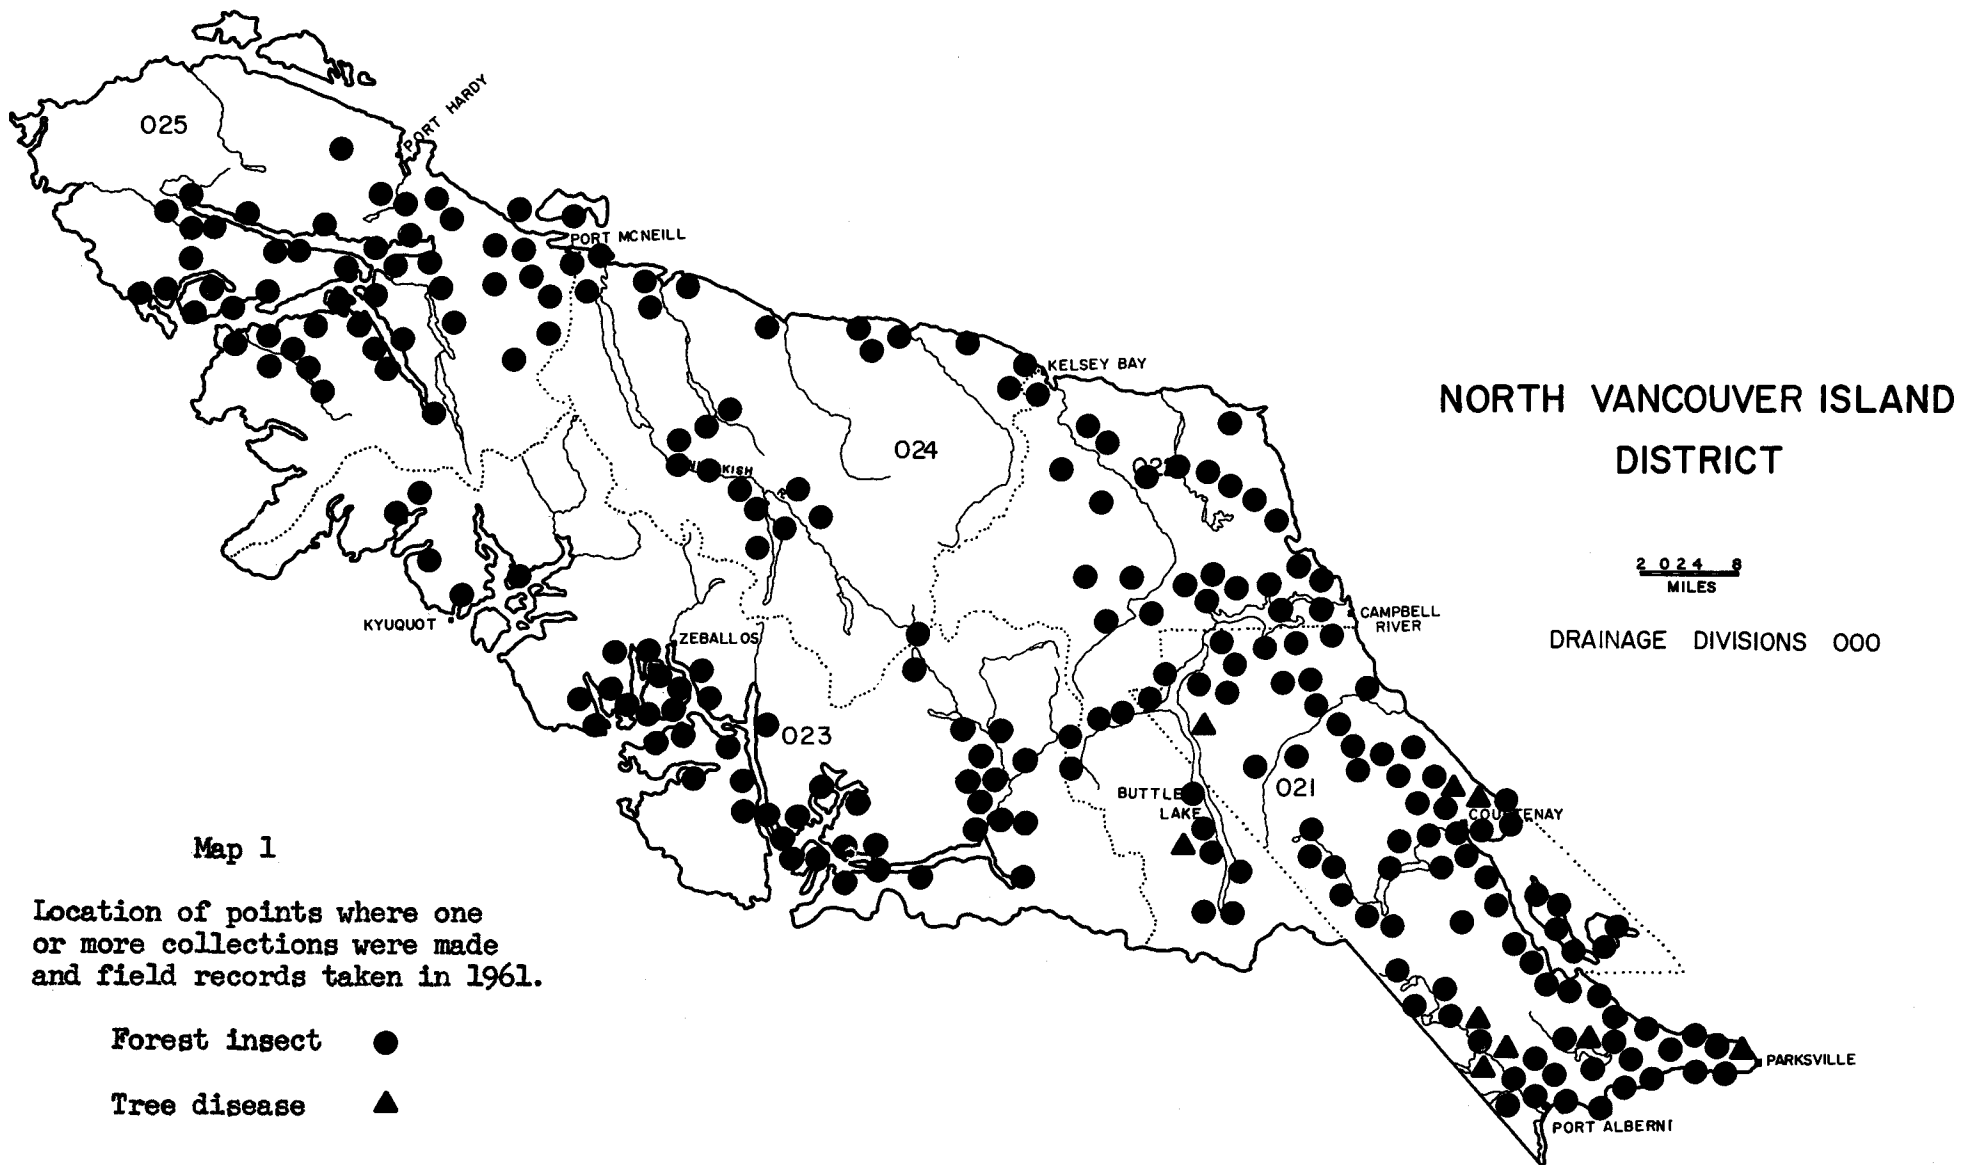 025
PORT HARDY
PORT MCNEILL
KELSEY BAY
024
NORTH VANCOUVER ISLAND
DISTRICT
2 0 2 4 8
MILES
DRAINAGE DIVISIONS 000
CAMPBELL
RIVER
KYUQUOT
ZEBALLOS
023
021
BUTTLE
LAKE
COURTENAY
PARKSVILLE
PORT ALBERNI
Map 1
Location of points where one
or more collections were made
and field records taken in 1961.
Forest insect
Tree disease